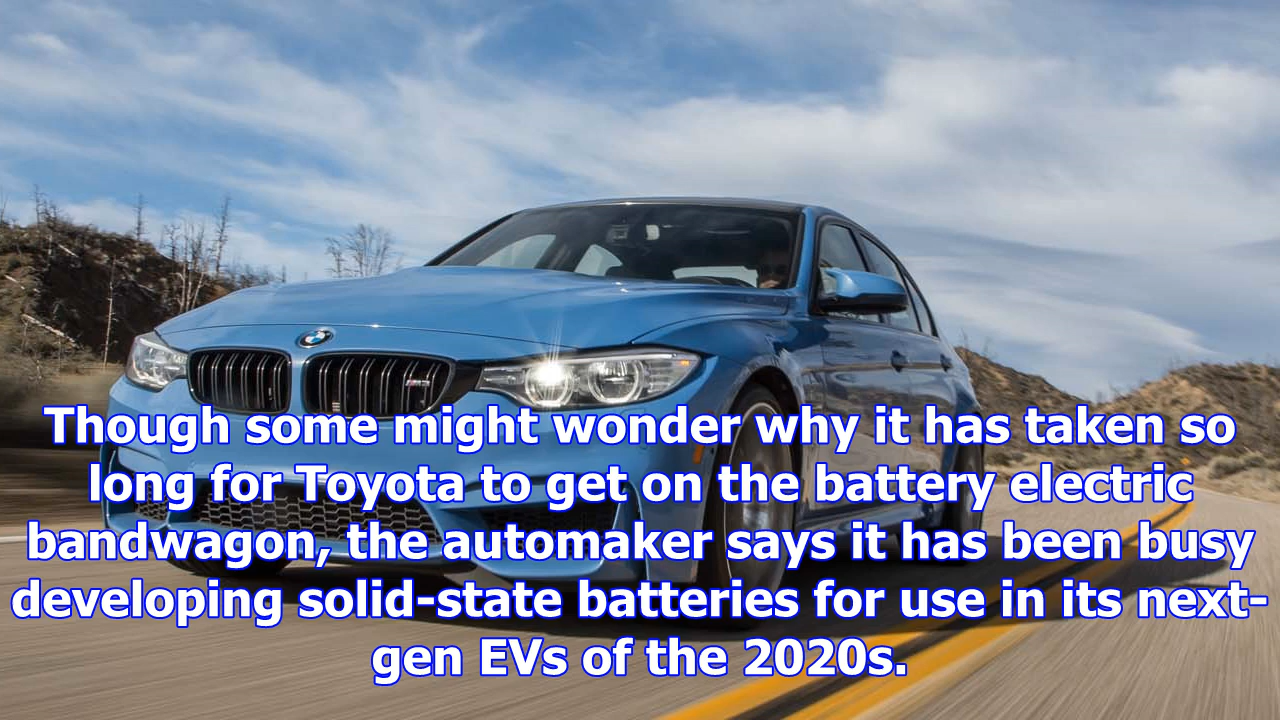 Though some might wonder why it has taken so
long for Toyota to get on the battery electric
bandwagon, the automaker says it has been busy
developing solid-state batteries for use in its next-
gen EVs of the 2020s.